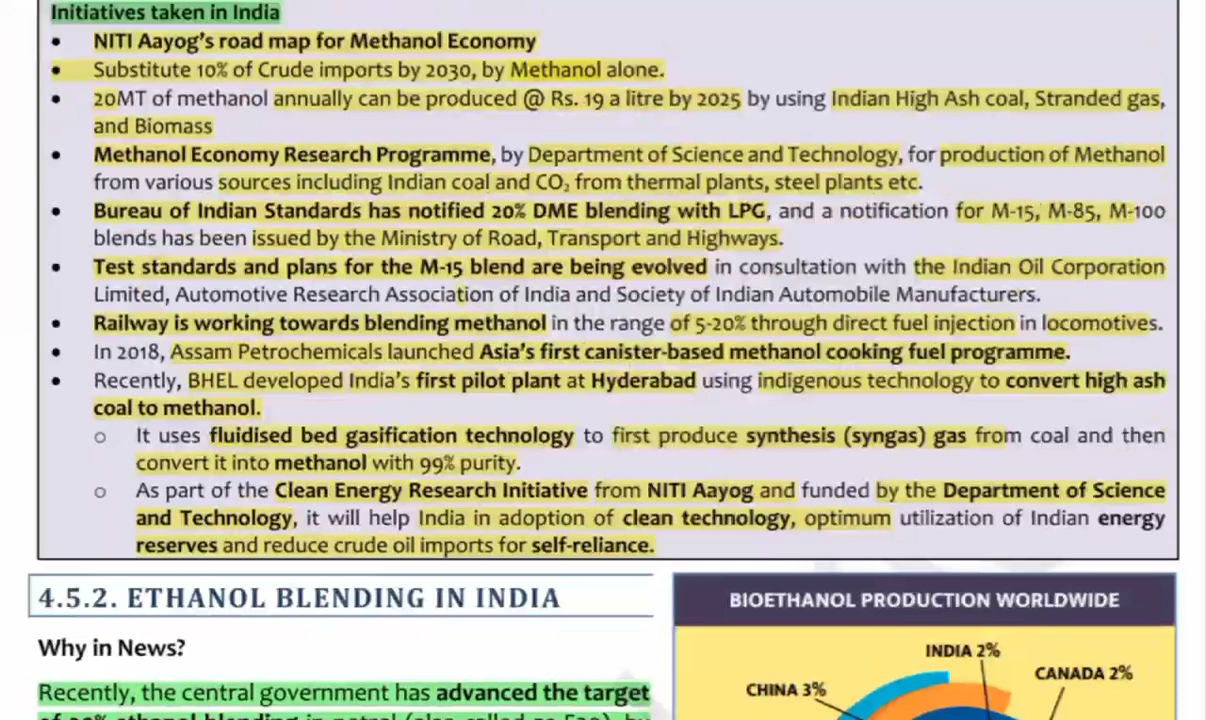 Initiatives taken in India
• NITI Aayog's road map for Methanol Economy
• Substitute 10% of Crude imports by 2030, by Methanol alone.
• 20MT of methanol annually can be produced @ Rs. 19 a litre by 2025 by using Indian High Ash coal, Stranded gas,
and Biomass
• Methanol Economy Research Programme, by Department of Science and Technology, for production of Methanol
from various sources including Indian coal and CO₂ from thermal plants, steel plants etc.
• Bureau of Indian Standards has notified 20% DME blending with LPG, and a notification for M-15, M-85, M-100
blends has been issued by the Ministry of Road, Transport and Highways.
• Test standards and plans for the M-15 blend are being evolved in consultation with the Indian Oil Corporation
Limited, Automotive Research Association of India and Society of Indian Automobile Manufacturers.
• Railway is working towards blending methanol in the range of 5-20% through direct fuel injection in locomotives.
• In 2018, Assam Petrochemicals launched Asia's first canister-based methanol cooking fuel programme.
• Recently, BHEL developed India's first pilot plant at Hyderabad using indigenous technology to convert high ash
coal to methanol.
o It uses fluidised bed gasification technology to first produce synthesis (syngas) gas from coal and then
convert it into methanol with 99% purity.
o As part of the Clean Energy Research Initiative from NITI Aayog and funded by the Department of Science
and Technology, it will help India in adoption of clean technology, optimum utilization of Indian energy
reserves and reduce crude oil imports for self-reliance.
4.5.2. ETHANOL BLENDING IN INDIA
Why in News?
Recently, the central government has advanced the target
of 20% ethanol blending in petrol (also called as E20), by
BIOETHANOL PRODUCTION WORLDWIDE
INDIA 2%
CANADA 2%
CHINA 3%